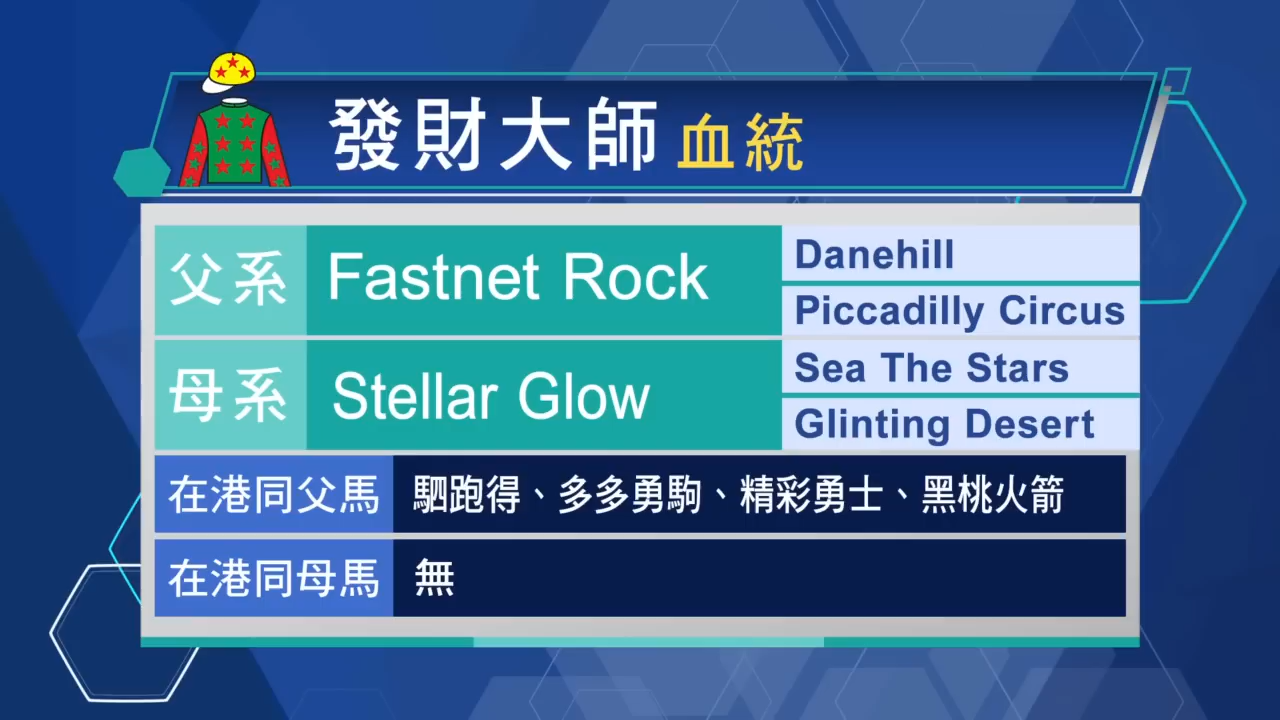 發財大師 血統
父系 Fastnet Rock
Danehill
Piccadilly Circus
母系 Stellar Glow
Sea The Stars
Glinting Desert
在港同父馬 駟跑得、多多勇駒、精彩勇士、黑桃火箭
在港同母馬 無